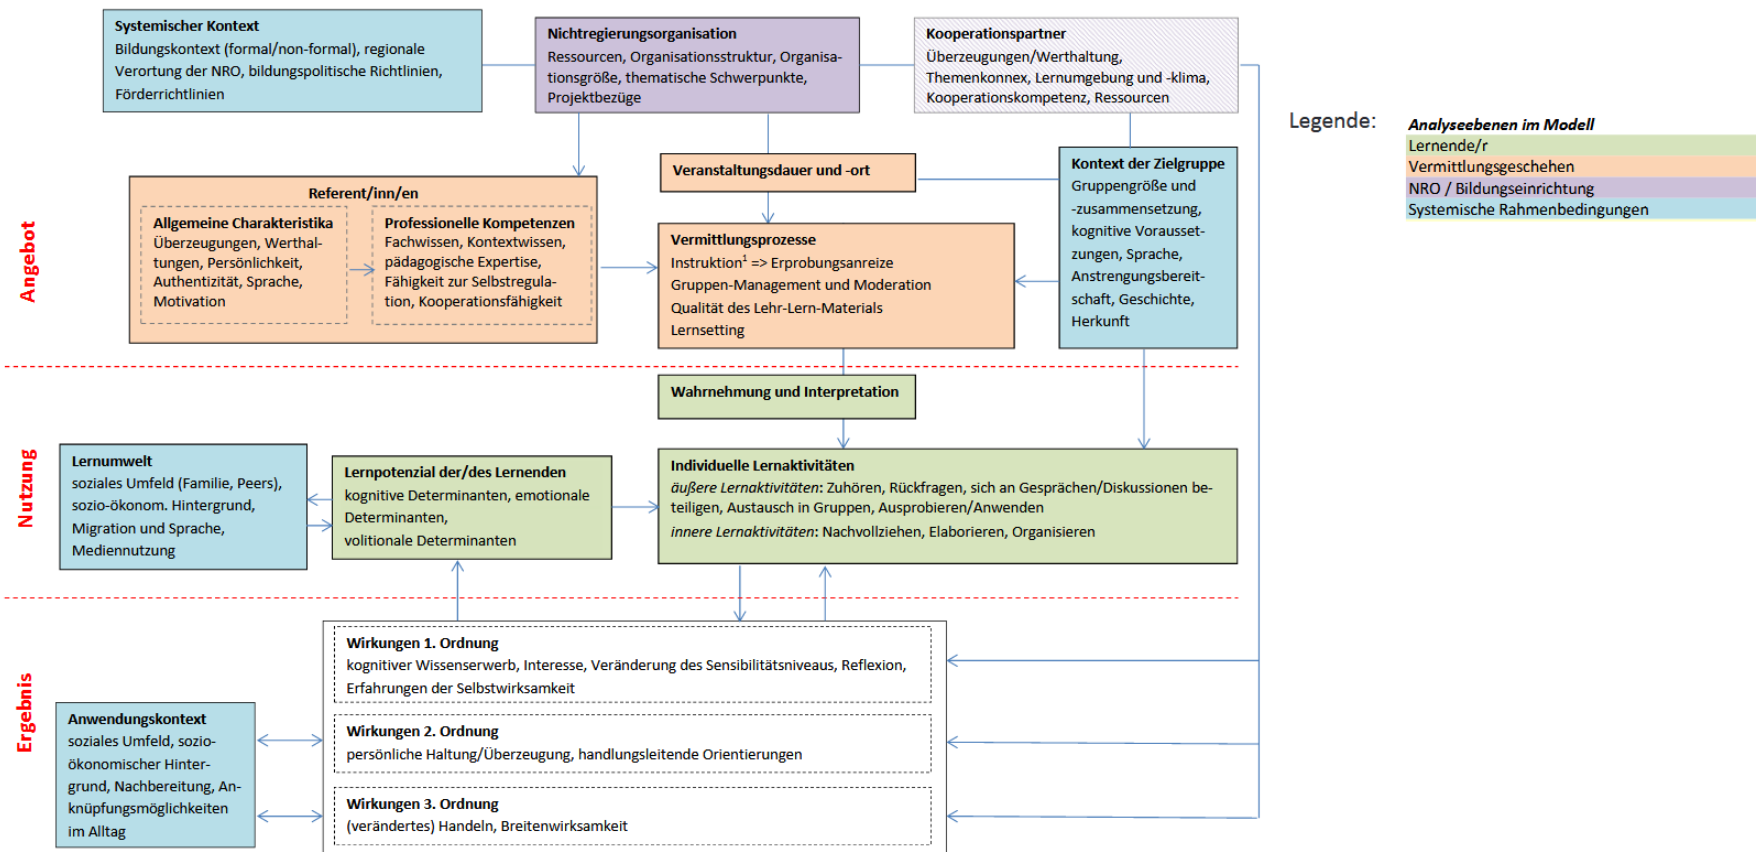 Systemischer Kontext
Bildungskontext (formal/non-formal), regionale
Verortung der NRO, bildungspolitische Richtlinien,
Förderrichtlinien
Nichtregierungsorganisation
Ressourcen, Organisationsstruktur, Organisa-
tionsgröße, thematische Schwerpunkte,
Projektbezüge
Kooperationspartner
Überzeugungen/Werthaltung,
Themenkonnex, Lernumgebung und -klima,
Kooperationskompetenz, Ressourcen
Legende:
Analyseebenen im Modell
Lernende/r
Vermittlungsgeschehen
NRO / Bildungseinrichtung
Systemische Rahmenbedingungen
Angebot
Referent/inn/en
Allgemeine Charakteristika
Überzeugungen, Werthal-
tungen, Persönlichkeit,
Authentizität, Sprache,
Motivation
Professionelle Kompetenzen
Fachwissen, Kontextwissen,
pädagogische Expertise,
Fähigkeit zur Selbstregula-
tion, Kooperationsfähigkeit
Veranstaltungsdauer und -ort
Vermittlungsprozesse
Instruktion¹ => Erprobungsanreize
Gruppen-Management und Moderation
Qualität des Lehr-Lern-Materials
Lernsetting
Kontext der Zielgruppe
Gruppengröße und
-zusammensetzung,
kognitive Vorausset-
zungen, Sprache,
Anstrengungsbereit-
schaft, Geschichte,
Herkunft
Nutzung
Wahrnehmung und Interpretation
Lernumwelt
soziales Umfeld (Familie, Peers),
sozio-ökonom. Hintergrund,
Migration und Sprache,
Mediennutzung
Lernpotenzial der/des Lernenden
kognitive Determinanten, emotionale
Determinanten,
volitionale Determinanten
Individuelle Lernaktivitäten
äußere Lernaktivitäten: Zuhören, Rückfragen, sich an Gesprächen/Diskussionen be-
teiligen, Austausch in Gruppen, Ausprobieren/Anwenden
innere Lernaktivitäten: Nachvollziehen, Elaborieren, Organisieren
Ergebnis
Wirkungen 1. Ordnung
kognitiver Wissenserwerb, Interesse, Veränderung des Sensibilitätsniveaus, Reflexion,
Erfahrungen der Selbstwirksamkeit
Anwendungskontext
soziales Umfeld, sozio-
ökonomischer Hinter-
grund, Nachbereitung, An-
knüpfungsmöglichkeiten
im Alltag
Wirkungen 2. Ordnung
persönliche Haltung/Überzeugung, handlungsleitende Orientierungen
Wirkungen 3. Ordnung
(verändertes) Handeln, Breitenwirksamkeit